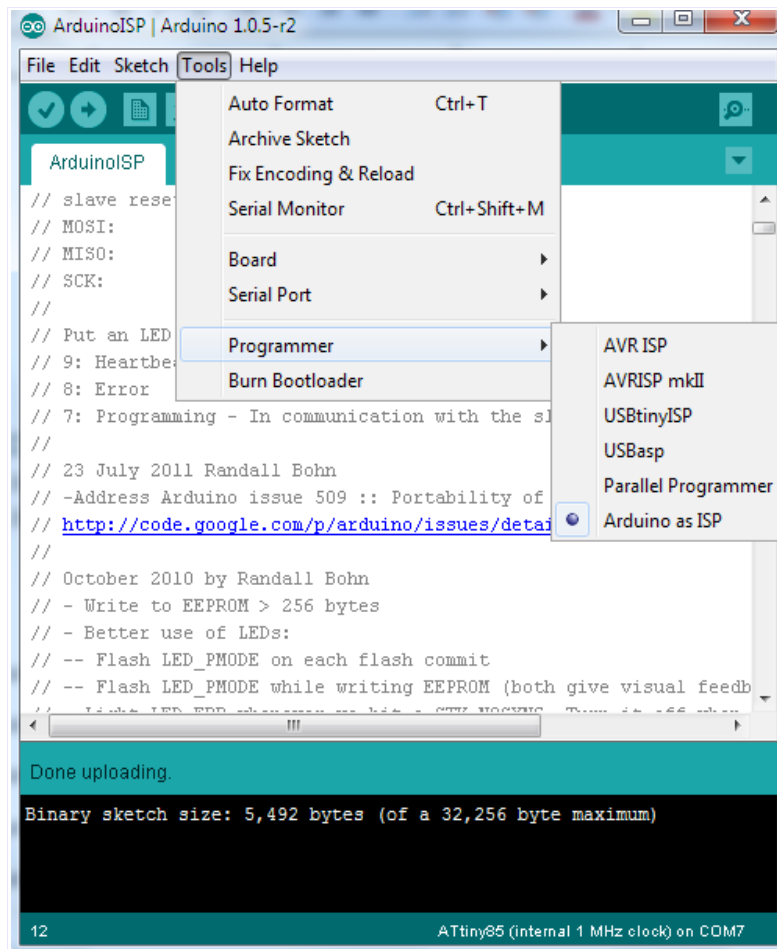 ArduinoISP | Arduino 1.0.5-r2
File Edit Sketch Tools Help
Auto Format Ctrl+T
Archive Sketch
Fix Encoding & Reload
Serial Monitor Ctrl+Shift+M
Board
Serial Port
Programmer
Burn Bootloader
AVR ISP
AVRISP mkII
USBtinyISP
USBasp
Parallel Programmer
Arduino as ISP
ArduinoISP
// slave rese
// MOSI:
// MISO:
// SCK:
//
// Put an LED
// 9: Heartbe
// 8: Error
// 7: Programming - In communication with the sl
//
// 23 July 2011 Randall Bohn
// -Address Arduino issue 509 :: Portability of
// http://code.google.com/p/arduino/issues/detai
//
// October 2010 by Randall Bohn
// - Write to EEPROM > 256 bytes
// - Better use of LEDs:
// -- Flash LED_PMODE on each flash commit
// -- Flash LED_PMODE while writing EEPROM (both give visual feedb
Done uploading.
Binary sketch size: 5,492 bytes (of a 32,256 byte maximum)
12 ATtiny85 (internal 1 MHz clock) on COM7